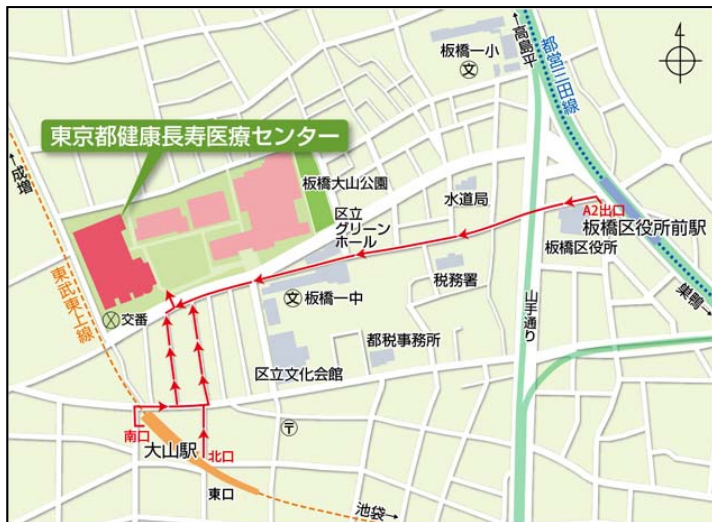 ←高島平
板橋一小
文
都営三田線
東京都健康長寿医療センター
←成増
板橋大山公園
水道局
A2出口
板橋区役所前駅
区立
グリーン
ホール
板橋区役所
東武東上線
税務署
巣鴨→
文 板橋一中
交番
山手通り
都税事務所
区立文化会館
南口
大山駅
北口
〒
東口
池袋→